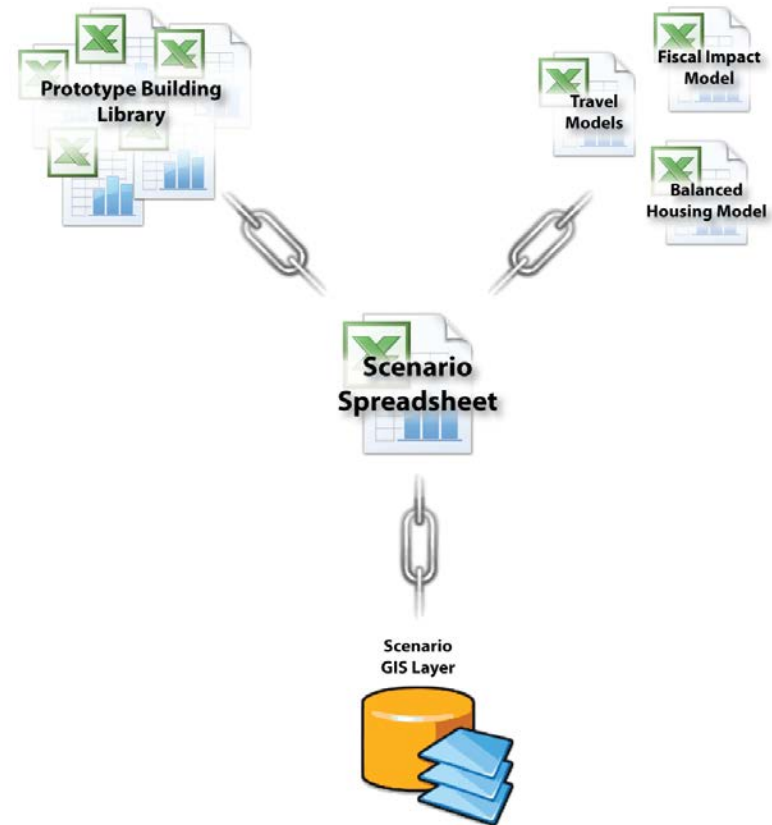 Prototype Building
Library
Fiscal Impact
Model
Travel
Models
Balanced
Housing Model
Scenario
Spreadsheet
Scenario
GIS Layer